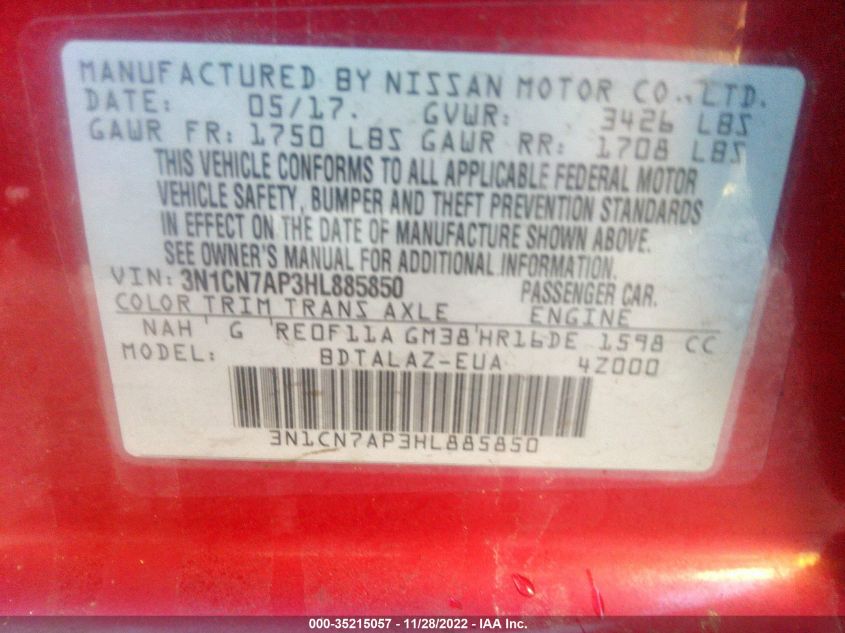 MANUFACTURED BY NISSAN MOTOR CO., LTD.
DATE: 05/17. GVWR: 3426 LBS
GAWR FR: 1750 LBS GAWR RR: 1708 LBS
THIS VEHICLE CONFORMS TO ALL APPLICABLE FEDERAL MOTOR
VEHICLE SAFETY, BUMPER AND THEFT PREVENTION STANDARDS
IN EFFECT ON THE DATE OF MANUFACTURE SHOWN ABOVE.
SEE OWNER'S MANUAL FOR ADDITIONAL INFORMATION.
VIN: 3N1CN7AP3HL885850 PASSENGER CAR.
COLOR TRIM TRANS AXLE ENGINE
NAH G RE0F11A GM38 HR16DE 1598 CC
MODEL: BDTALAZ-EUA 4Z000
3N1CN7AP3HL885850
000-35215057 - 11/28/2022 - IAA Inc.